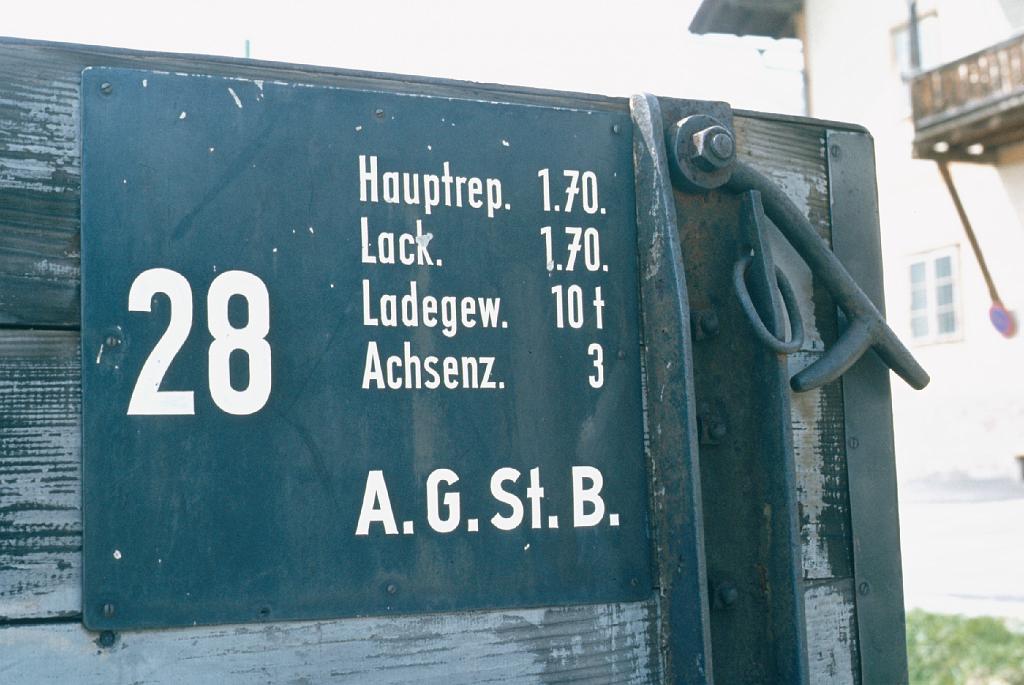 28
Hauptrep. 1.70.
Lack. 1.70.
Ladegew. 10 t
Achsenz. 3
A.G.St.B.